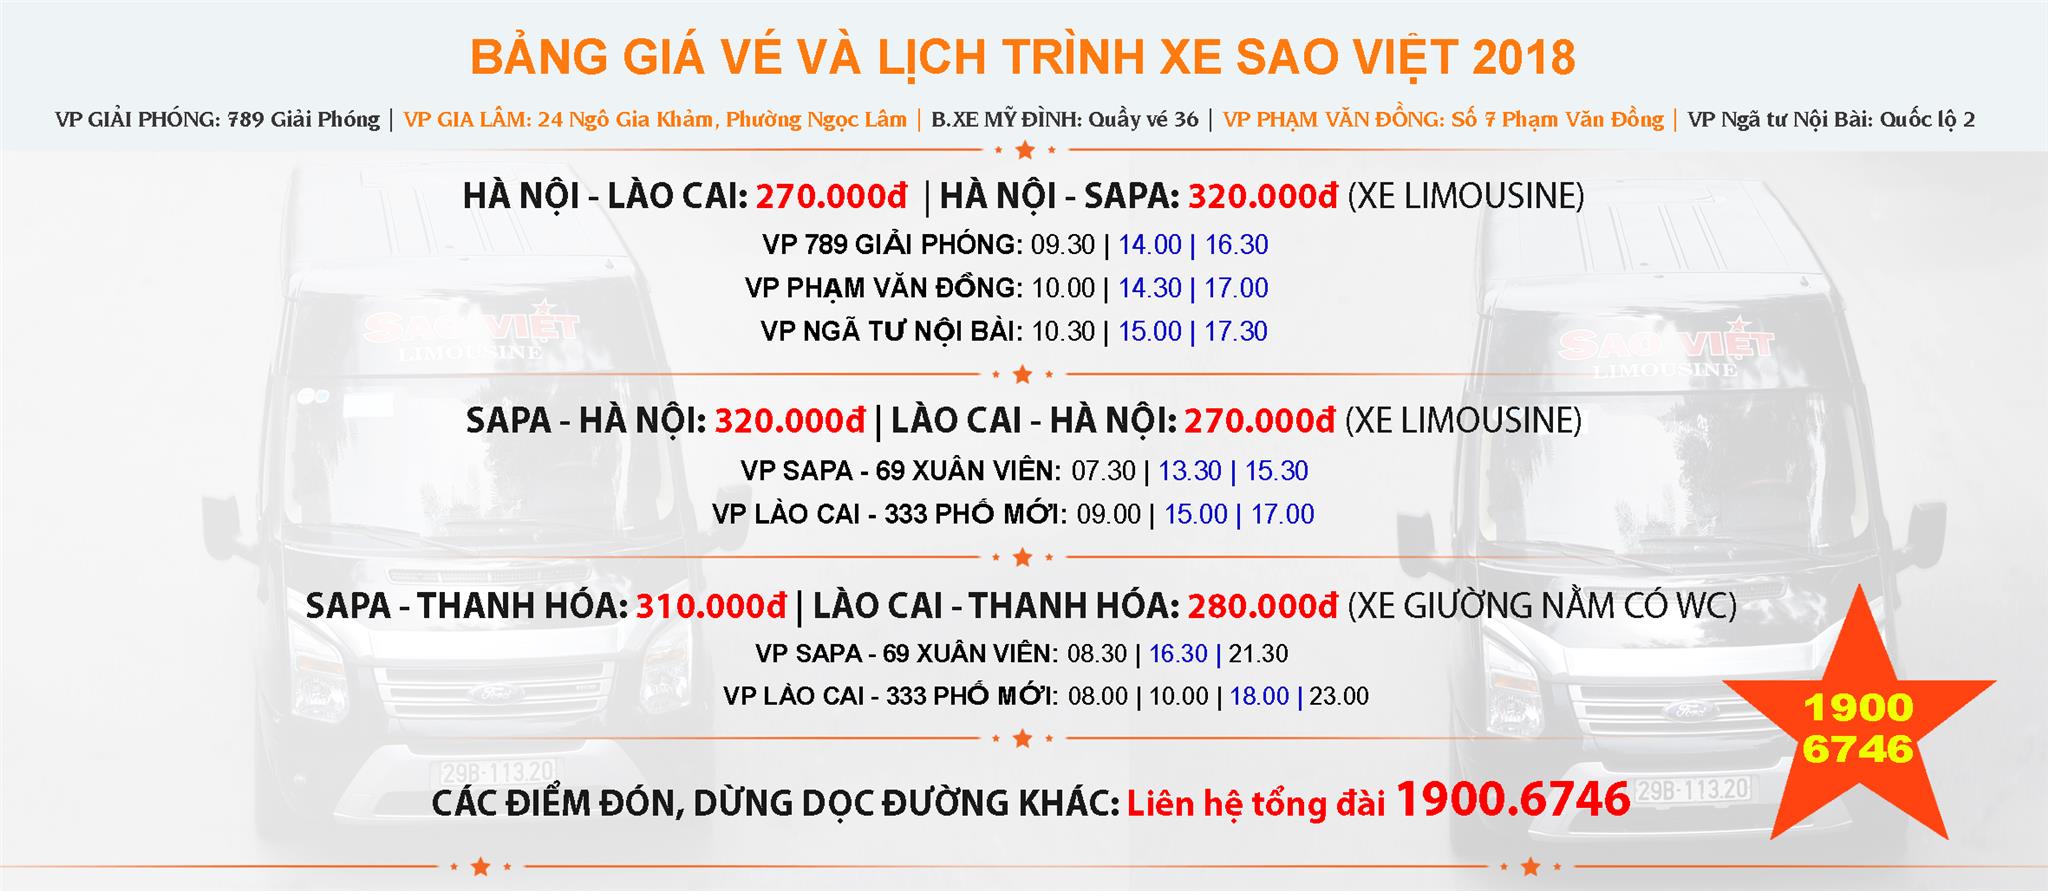 BẢNG GIÁ VÉ VÀ LỊCH TRÌNH XE SAO VIỆT 2018
VP GIẢI PHÓNG: 789 Giải Phóng | VP GIA LÂM: 24 Ngô Gia Khảm, Phường Ngọc Lâm | B.XE MỸ ĐÌNH: Quầy vé 36 | VP PHẠM VĂN ĐỒNG: Số 7 Phạm Văn Đồng | VP Ngã tư Nội Bài: Quốc lộ 2
HÀ NỘI - LÀO CAI: 270.000đ | HÀ NỘI - SAPA: 320.000đ (XE LIMOUSINE)
VP 789 GIẢI PHÓNG: 09.30 | 14.00 | 16.30
VP PHẠM VĂN ĐỒNG: 10.00 | 14.30 | 17.00
VP NGÃ TƯ NỘI BÀI: 10.30 | 15.00 | 17.30
SAO VIỆT
LIMOUSINE
SAO VIỆT
LIMOUSINE
SAPA - HÀ NỘI: 320.000đ | LÀO CAI - HÀ NỘI: 270.000đ (XE LIMOUSINE)
VP SAPA - 69 XUÂN VIÊN: 07.30 | 13.30 | 15.30
VP LÀO CAI - 333 PHỐ MỚI: 09.00 | 15.00 | 17.00
SAPA - THANH HÓA: 310.000đ | LÀO CAI - THANH HÓA: 280.000đ (XE GIƯỜNG NẰM CÓ WC)
VP SAPA - 69 XUÂN VIÊN: 08.30 | 16.30 | 21.30
VP LÀO CAI - 333 PHỐ MỚI: 08.00 | 10.00 | 18.00 | 23.00
Ford
Ford
1900
6746
29B-113.20
29B-113.20
CÁC ĐIỂM ĐÓN, DỪNG DỌC ĐƯỜNG KHÁC: Liên hệ tổng đài 1900.6746